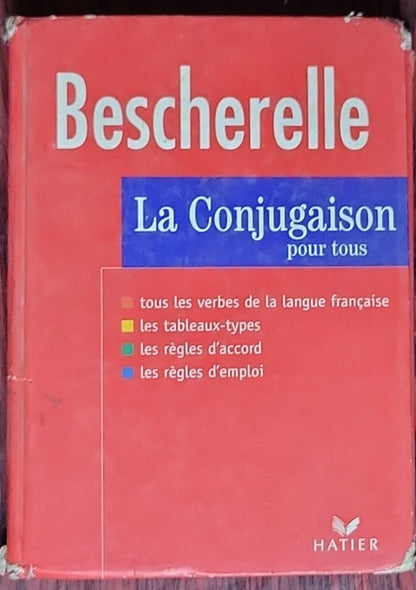 Bescherelle
La Conjugaison
pour tous
tous les verbes de la langue française
les tableaux-types
les règles d'accord
les règles d'emploi
HATIER